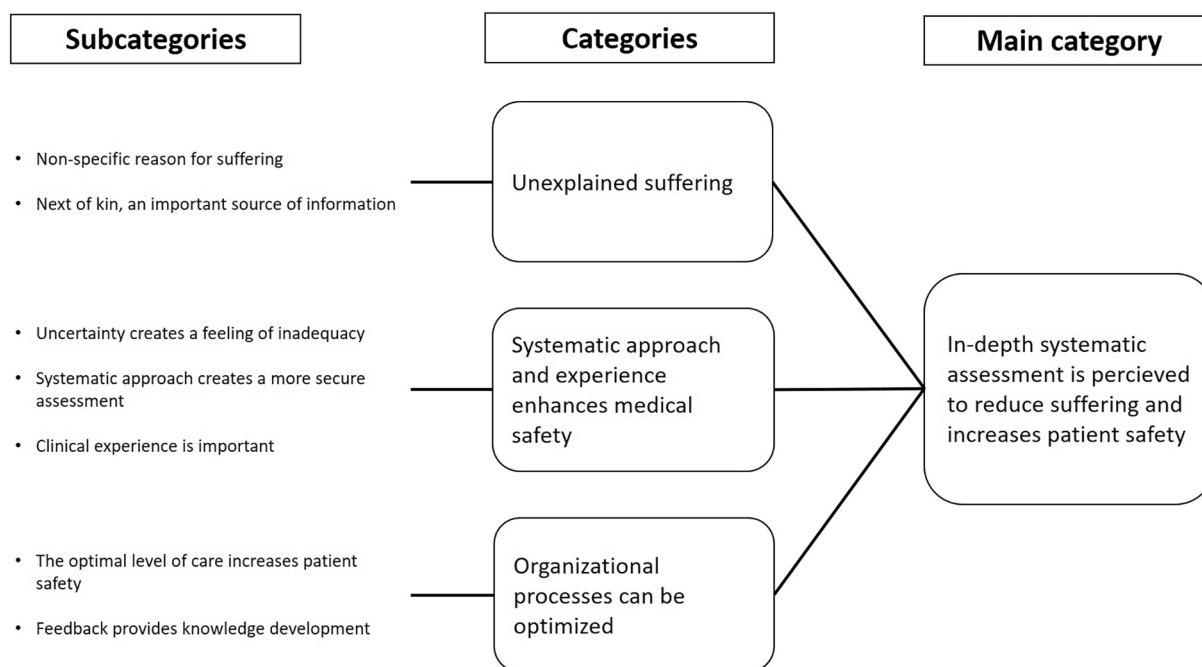 Subcategories
Categories
Main category
• Non-specific reason for suffering
• Next of kin, an important source of information
Unexplained suffering
• Uncertainty creates a feeling of inadequacy
• Systematic approach creates a more secure
assessment
• Clinical experience is important
Systematic approach
and experience
enhances medical
safety
In-depth systematic
assessment is percieved
to reduce suffering and
increases patient safety
• The optimal level of care increases patient
safety
• Feedback provides knowledge development
Organizational
processes can be
optimized